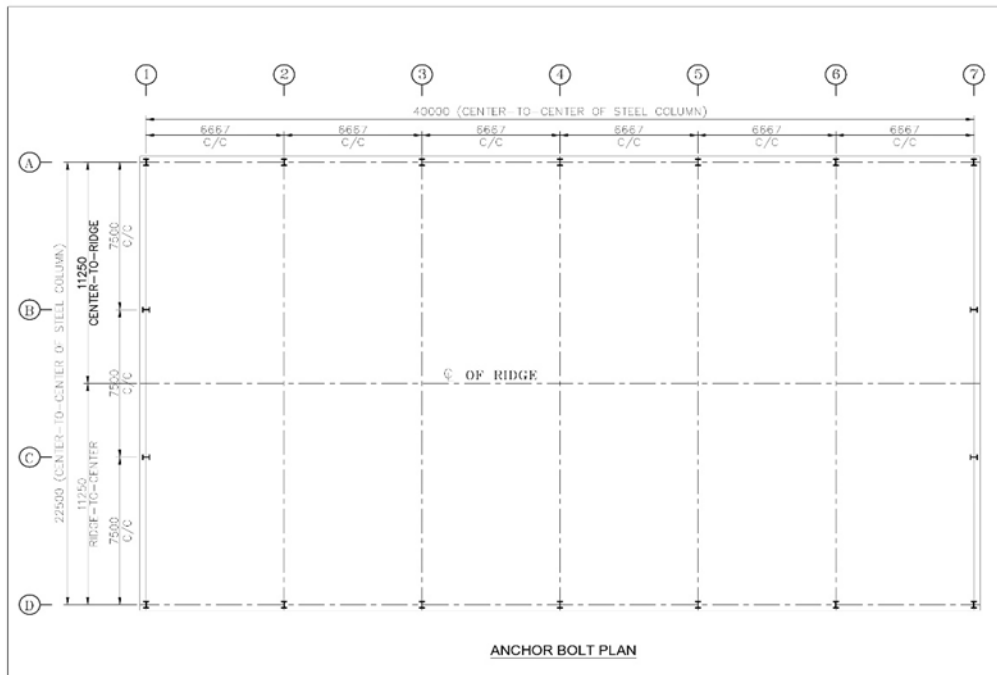 1 2 3 4 5 6 7
40000 (CENTER-TO-CENTER OF STEEL COLUMN)
6667 6667 6667 6667 6667 6667
C/C C/C C/C C/C C/C C/C
A
B
C
D
22500 (CENTER-TO-CENTER OF STEEL COLUMN)
11250
CENTER-TO-RIDGE
11250
RIDGE-TO-CENTER
7500
C/C
7500
C/C
7500
C/C
℄ OF RIDGE
ANCHOR BOLT PLAN